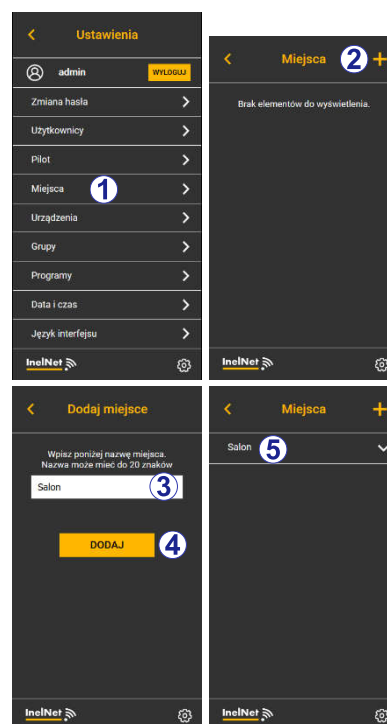 Ustawienia
admin
WYLOGUJ
Zmiana hasła
Użytkownicy
Pilot
Miejsca
1
Urządzenia
Grupy
Programy
Data i czas
Język interfejsu
InelNet
Miejsca
2
Brak elementów do wyświetlenia.
InelNet
Dodaj miejsce
Wpisz poniżej nazwę miejsca.
Nazwa może mieć do 20 znaków
Salon
3
DODAJ
4
InelNet
Miejsca
Salon
5
InelNet